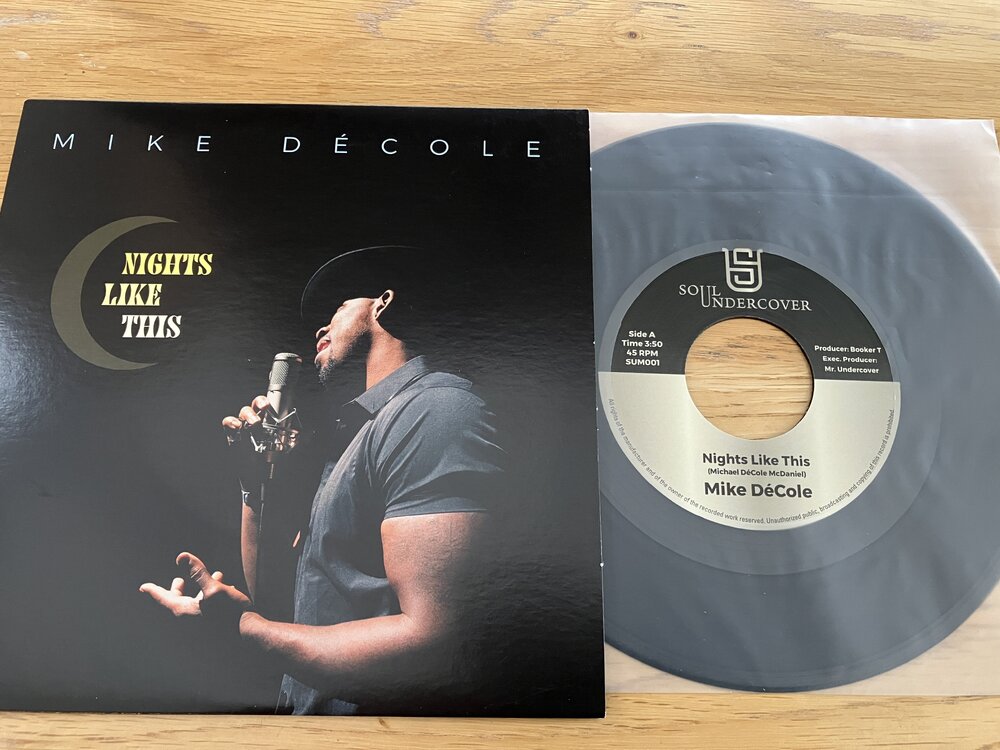 MIKE DÉCOLE
NIGHTS
LIKE
THIS
SU
SOUL
UNDERCOVER
Side A
Time 3:50
45 RPM
SUM001
Producer: Booker T
Exec. Producer:
Mr. Undercover
Nights Like This
(Michael DéCole McDaniel)
Mike DéCole
All rights of the manufacturer and of the owner of the recorded work reserved. Unauthorized public, broadcasting and copying of this record is prohibited.